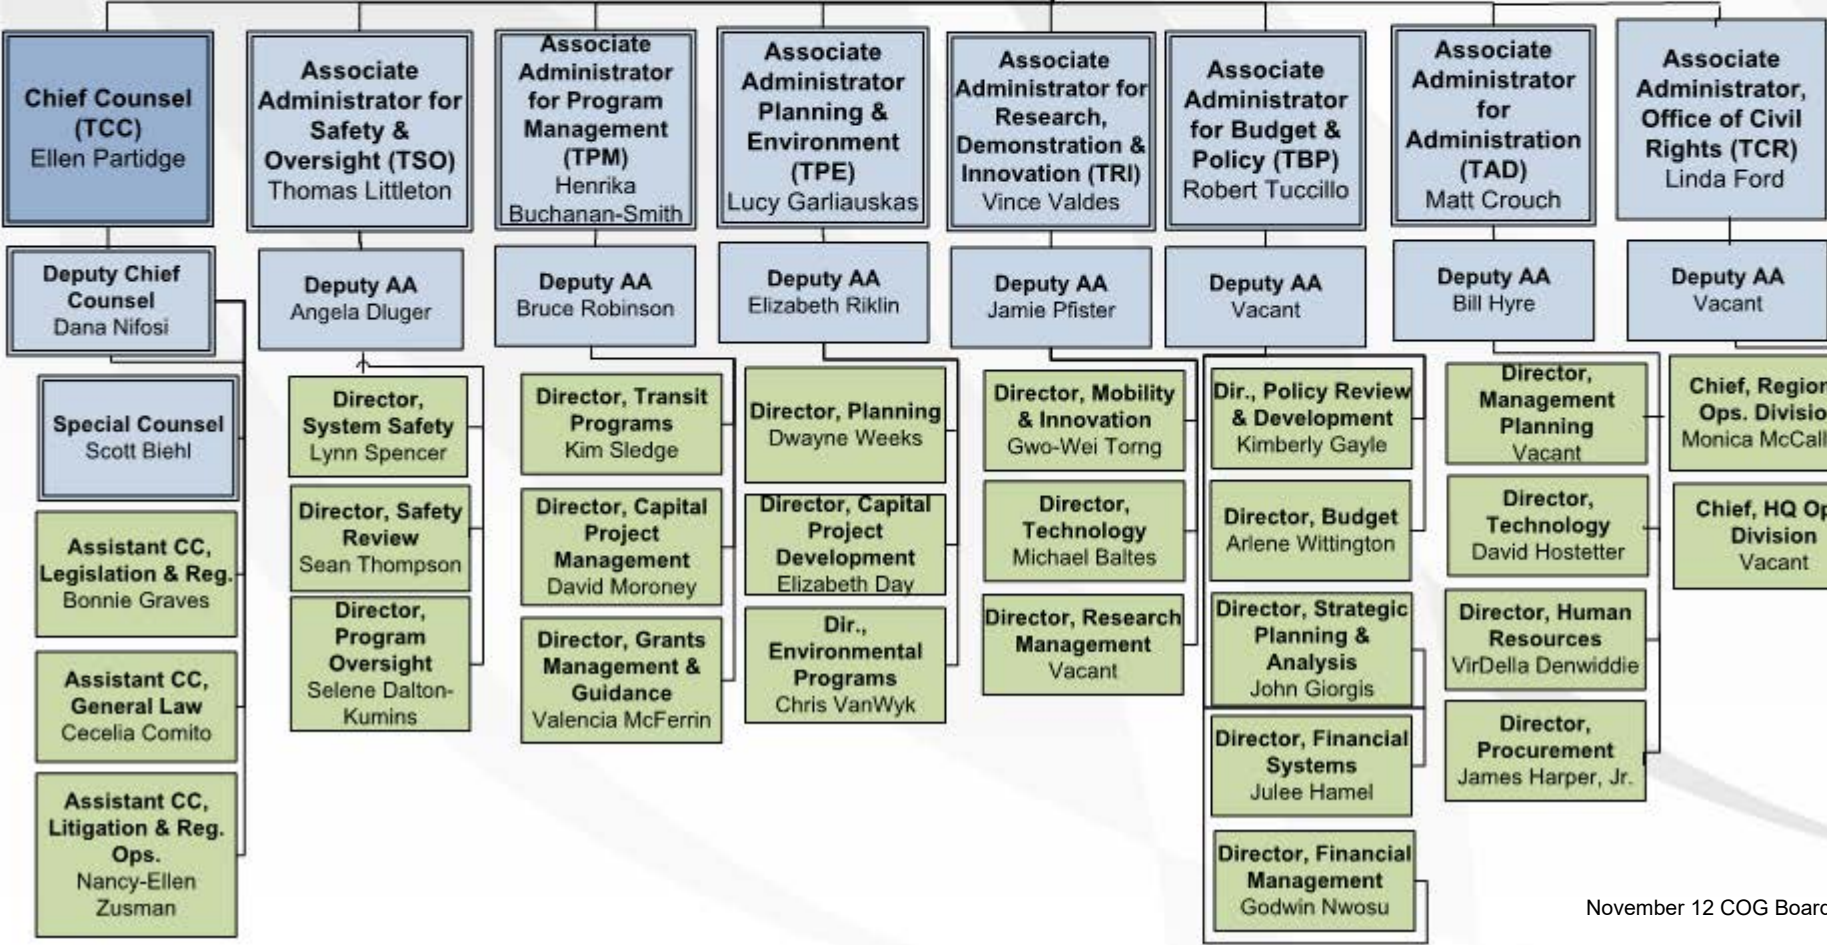 Chief Counsel
(TCC)
Ellen Partidge
Associate
Administrator for
Safety &
Oversight (TSO)
Thomas Littleton
Associate
Administrator
for Program
Management
(TPM)
Henrika
Buchanan-Smith
Associate
Administrator
Planning &
Environment
(TPE)
Lucy Garliauskas
Associate
Administrator for
Research,
Demonstration &
Innovation (TRI)
Vince Valdes
Associate
Administrator
for Budget &
Policy (TBP)
Robert Tuccillo
Associate
Administrator
for
Administration
(TAD)
Matt Crouch
Associate
Administrator,
Office of Civil
Rights (TCR)
Linda Ford
Deputy Chief
Counsel
Dana Nifosi
Deputy AA
Angela Dluger
Deputy AA
Bruce Robinson
Deputy AA
Elizabeth Riklin
Deputy AA
Jamie Pfister
Deputy AA
Vacant
Deputy AA
Bill Hyre
Deputy AA
Vacant
Special Counsel
Scott Biehl
Assistant CC,
Legislation & Reg.
Bonnie Graves
Assistant CC,
General Law
Cecelia Comito
Assistant CC,
Litigation & Reg.
Ops.
Nancy-Ellen
Zusman
Director,
System Safety
Lynn Spencer
Director, Safety
Review
Sean Thompson
Director,
Program
Oversight
Selene Dalton-
Kumins
Director, Transit
Programs
Kim Sledge
Director, Capital
Project
Management
David Moroney
Director, Grants
Management &
Guidance
Valencia McFerrin
Director, Planning
Dwayne Weeks
Director, Capital
Project
Development
Elizabeth Day
Dir.,
Environmental
Programs
Chris VanWyk
Director, Mobility
& Innovation
Gwo-Wei Torng
Director,
Technology
Michael Baltes
Director, Research
Management
Vacant
Dir., Policy Review
& Development
Kimberly Gayle
Director, Budget
Arlene Wittington
Director, Strategic
Planning &
Analysis
John Giorgis
Director, Financial
Systems
Julee Hamel
Director, Financial
Management
Godwin Nwosu
Director,
Management
Planning
Vacant
Director,
Technology
David Hostetter
Director, Human
Resources
VirDella Denwiddie
Director,
Procurement
James Harper, Jr.
Chief, Region
Ops. Divisio
Monica McCall
Chief, HQ Op
Division
Vacant
November 12 COG Board